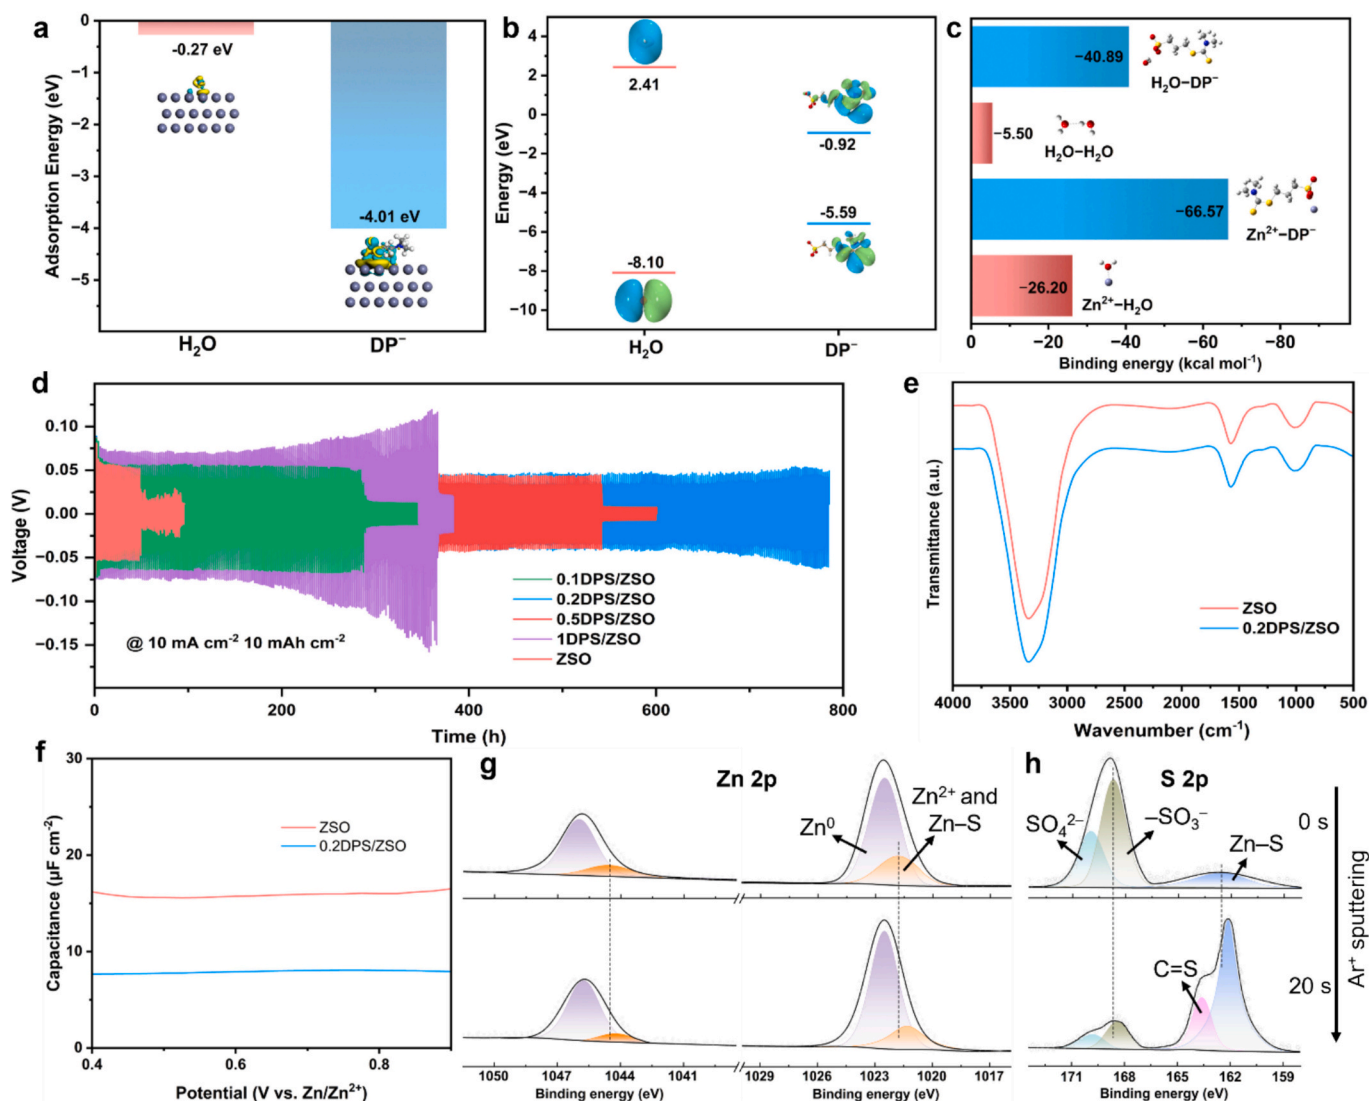 a
Adsorption Energy (eV)
0
−1
−2
−3
−4
−5
-0.27 eV
-4.01 eV
H₂O
DP⁻
b
Energy (eV)
4
2
0
−2
−4
−6
−8
−10
2.41
-0.92
-5.59
-8.10
H₂O
DP⁻
c
−40.89
H₂O−DP⁻
−5.50
H₂O−H₂O
−66.57
Zn²⁺−DP⁻
−26.20
Zn²⁺−H₂O
0 −20 −40 −60 −80
Binding energy (kcal mol⁻¹)
d
Voltage (V)
0.10
0.05
0.00
−0.05
−0.10
−0.15
0.1DPS/ZSO
0.2DPS/ZSO
0.5DPS/ZSO
1DPS/ZSO
ZSO
@ 10 mA cm⁻² 10 mAh cm⁻²
0 200 400 600 800
Time (h)
e
Transmittance (a.u.)
ZSO
0.2DPS/ZSO
4000 3500 3000 2500 2000 1500 1000 500
Wavenumber (cm⁻¹)
f
Capacitance (μF cm⁻²)
30
20
10
0
ZSO
0.2DPS/ZSO
0.4 0.6 0.8
Potential (V vs. Zn/Zn²⁺)
g
Zn 2p
Zn⁰
Zn²⁺ and
Zn–S
1050 1047 1044 1041
1029 1026 1023 1020 1017
Binding energy (eV)
Binding energy (eV)
h
S 2p
SO₄²⁻
–SO₃⁻
Zn–S
C=S
0 s
20 s
Ar⁺ sputtering
171 168 165 162 159
Binding energy (eV)